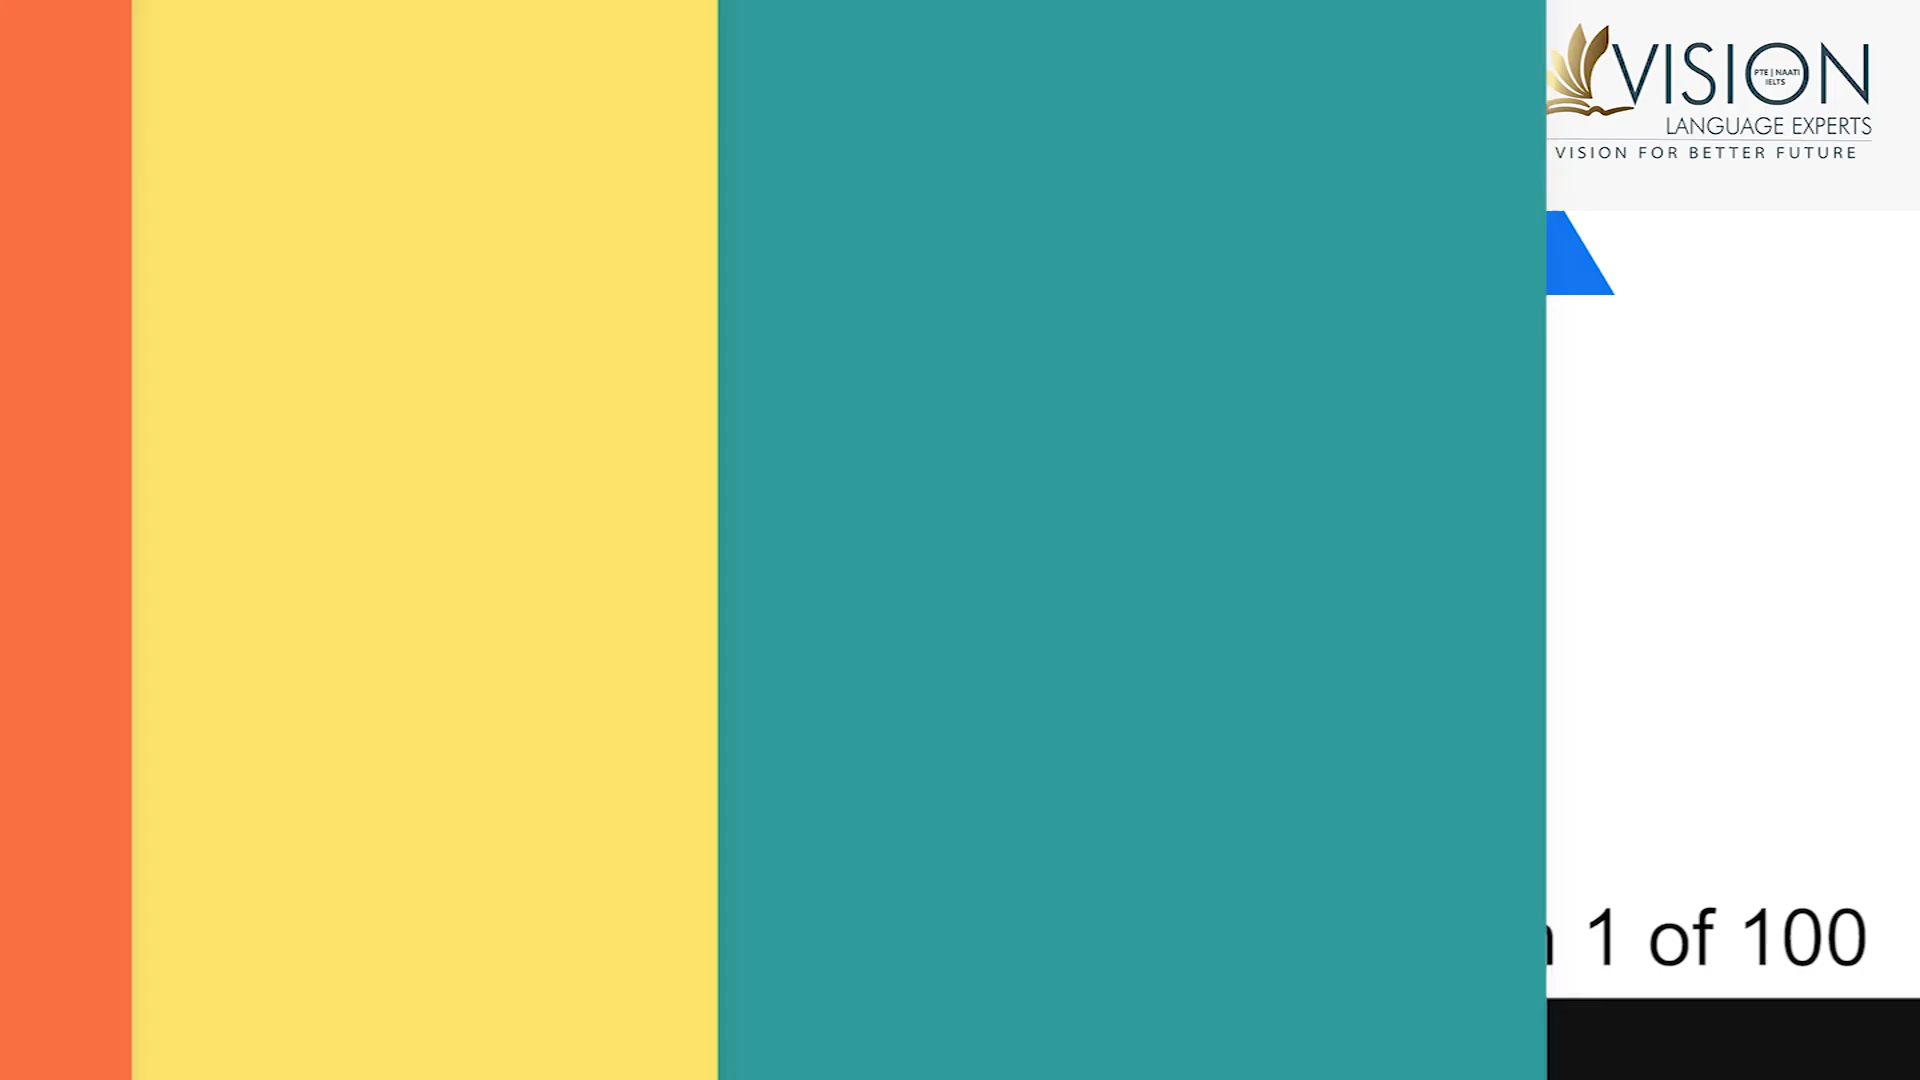 VISION
PTE | NAATI
IELTS
LANGUAGE EXPERTS
VISION FOR BETTER FUTURE
1 of 100